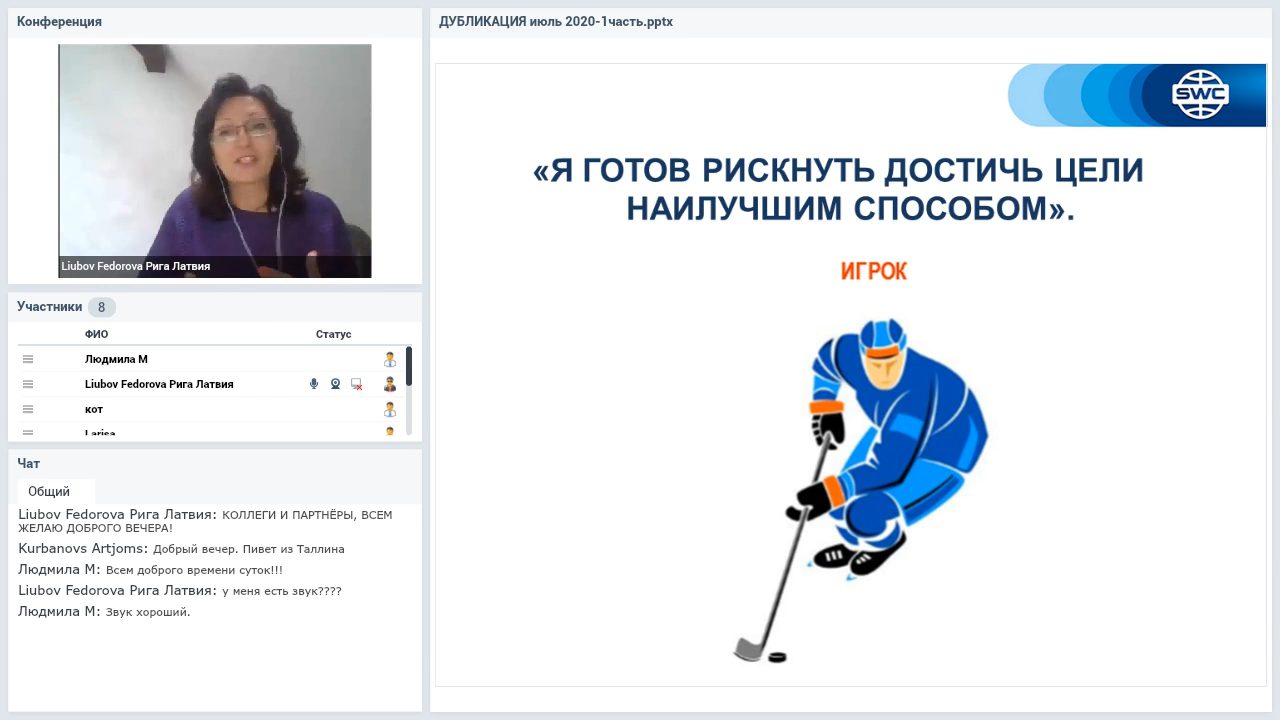 Конференция
Liubov Fedorova Рига Латвия
Участники 8
ФИО Статус
Людмила М
Liubov Fedorova Рига Латвия
кот
Larisa
Чат
Общий
Liubov Fedorova Рига Латвия: КОЛЛЕГИ И ПАРТНЁРЫ, ВСЕМ
ЖЕЛАЮ ДОБРОГО ВЕЧЕРА!
Kurbanovs Artjoms: Добрый вечер. Пивет из Таллина
Людмила М: Всем доброго времени суток!!!
Liubov Fedorova Рига Латвия: у меня есть звук????
Людмила М: Звук хороший.
ДУБЛИКАЦИЯ июль 2020-1часть.pptx
SWC
«Я ГОТОВ РИСКНУТЬ ДОСТИЧЬ ЦЕЛИ
НАИЛУЧШИМ СПОСОБОМ».
ИГРОК